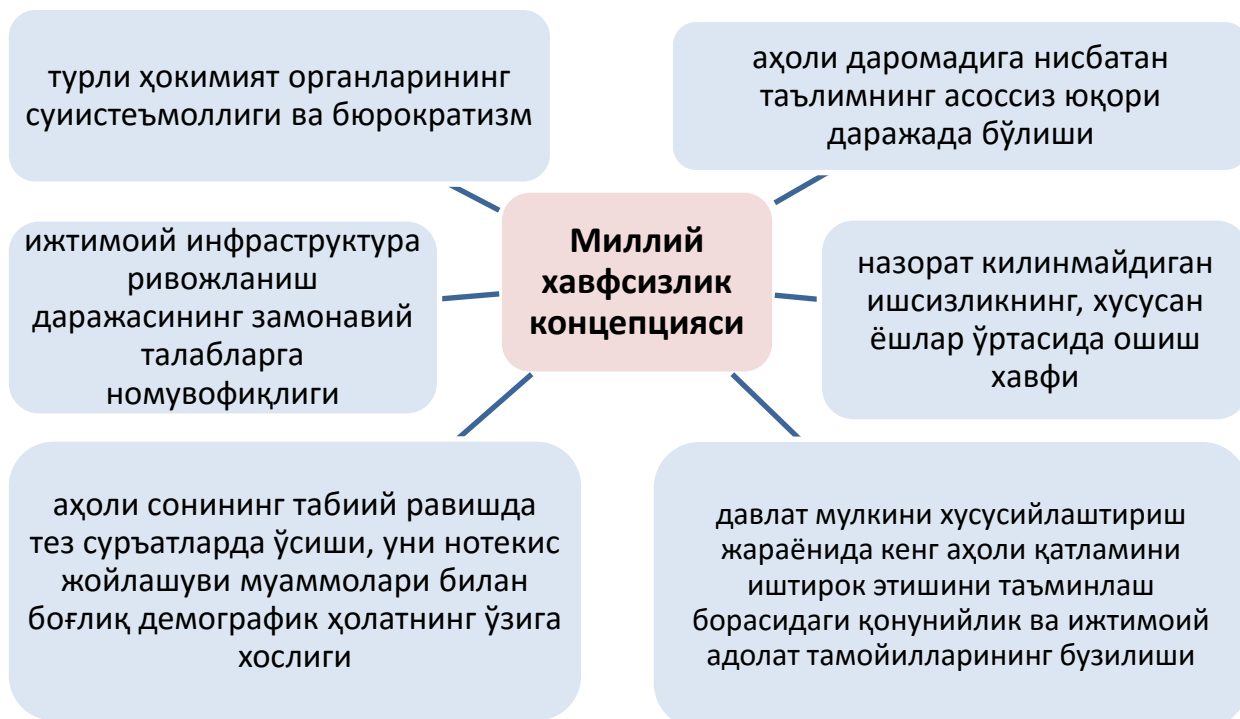 турли ҳокимият органларининг
суиистеъмоллиги ва бюрократизм
аҳоли даромадига нисбатан
таълимнинг асоссиз юқори
даражада бўлиши
ижтимоий инфраструктура
ривожланиш
даражасининг замонавий
талабларга
номувофиқлиги
Миллий
хавфсизлик
концепцияси
назорат килинмайдиган
ишсизликнинг, хусусан
ёшлар ўртасида ошиш
хавфи
аҳоли сонининг табиий равишда
тез суръатларда ўсиши, уни нотекис
жойлашуви муаммолари билан
боғлиқ демографик ҳолатнинг ўзига
хослиги
давлат мулкини хусусийлаштириш
жараёнида кенг аҳоли қатламини
иштирок этишини таъминлаш
борасидаги қонунийлик ва ижтимоий
адолат тамойилларининг бузилиши